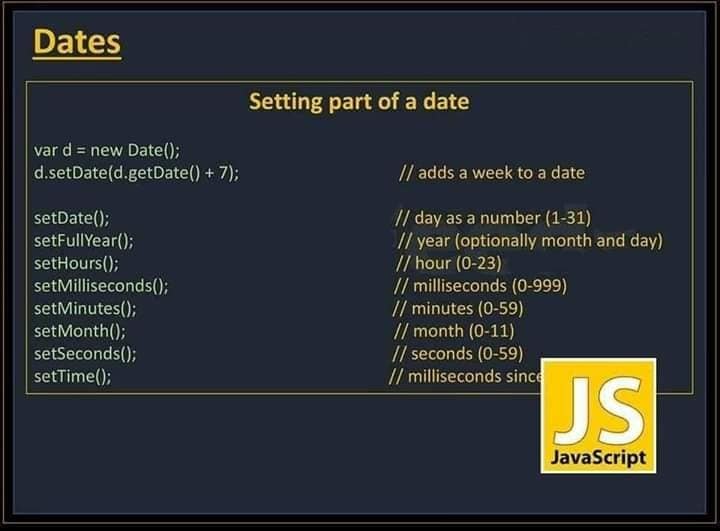 Dates
Setting part of a date
var d = new Date();
d.setDate(d.getDate() + 7); // adds a week to a date
setDate(); // day as a number (1-31)
setFullYear(); // year (optionally month and day)
setHours(); // hour (0-23)
setMilliseconds(); // milliseconds (0-999)
setMinutes(); // minutes (0-59)
setMonth(); // month (0-11)
setSeconds(); // seconds (0-59)
setTime(); // milliseconds since
JS
JavaScript